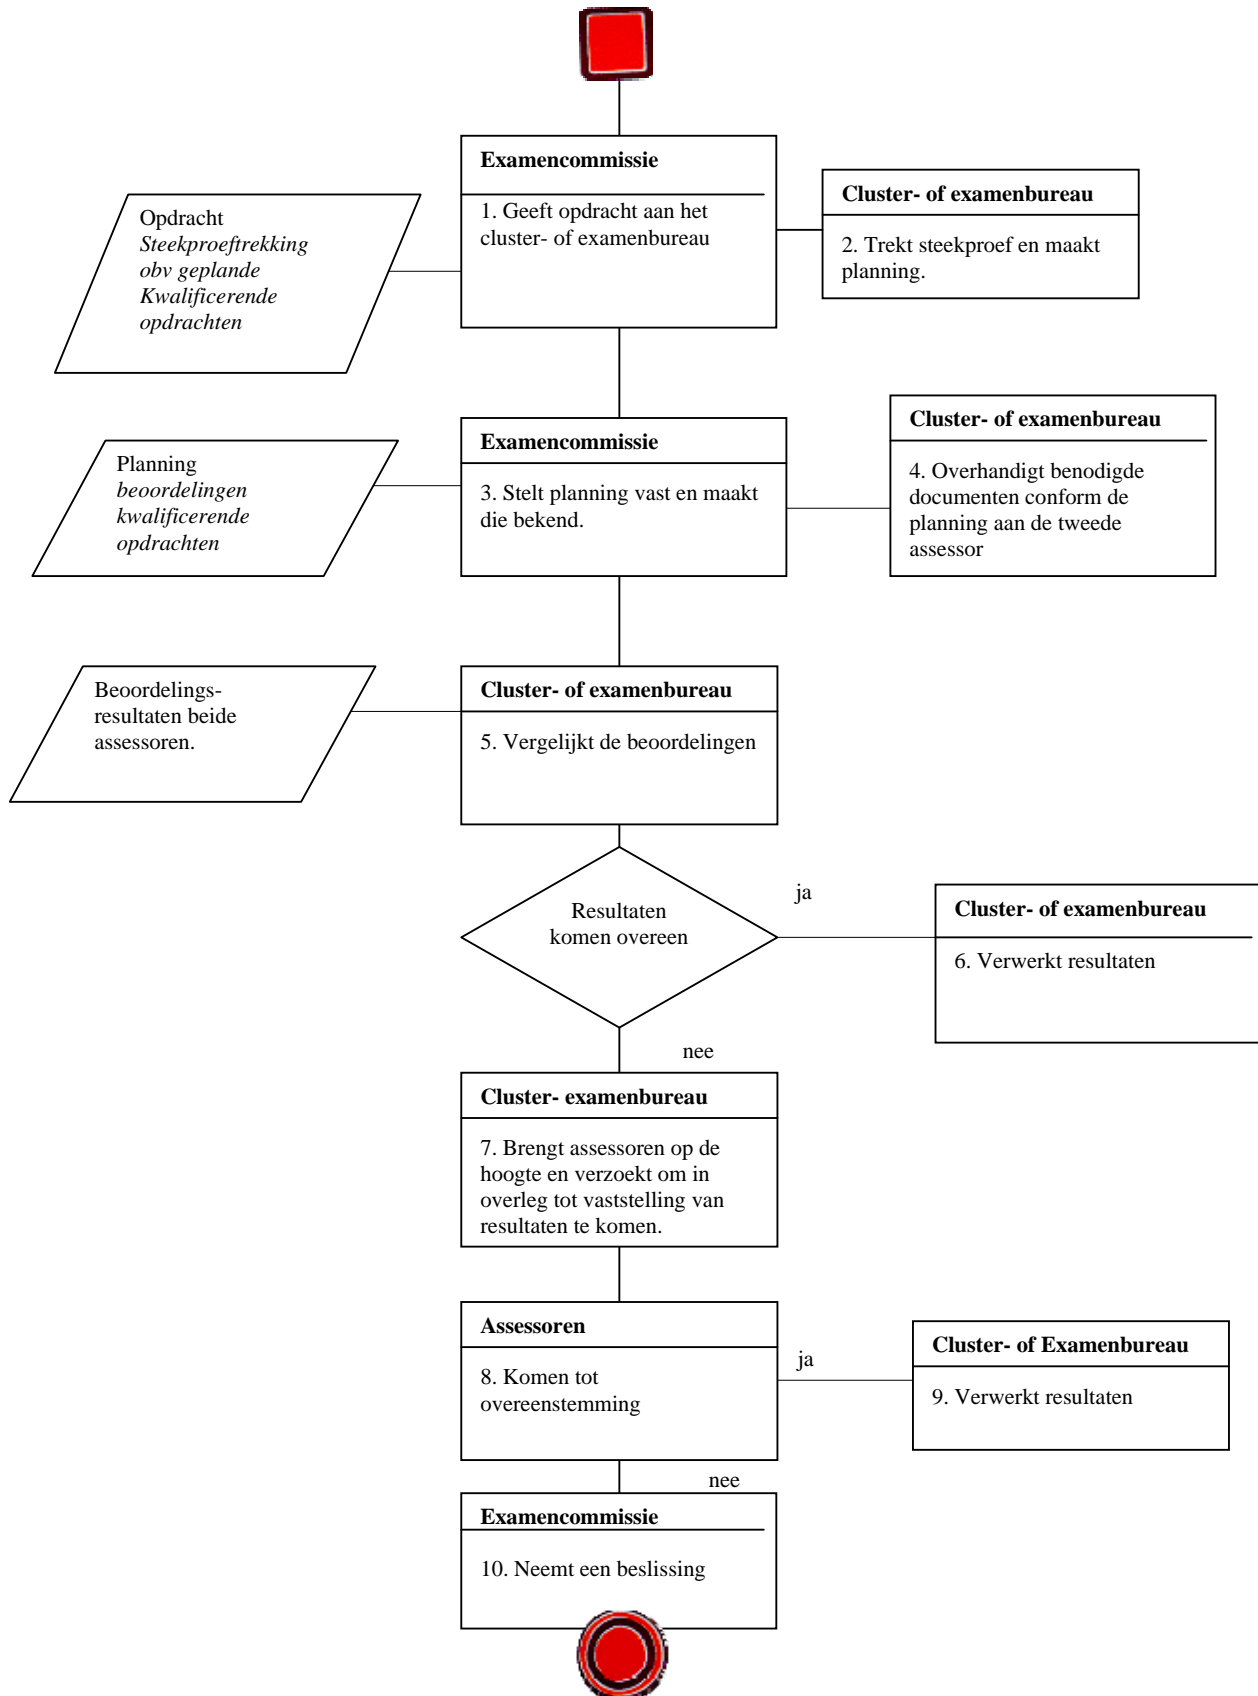 Examencommissie
1. Geeft opdracht aan het
cluster- of examenbureau
Cluster- of examenbureau
2. Trekt steekproef en maakt
planning.
Opdracht
Steekproeftrekking
obv geplande
Kwalificerende
opdrachten
Examencommissie
3. Stelt planning vast en maakt
die bekend.
Cluster- of examenbureau
4. Overhandigt benodigde
documenten conform de
planning aan de tweede
assessor
Planning
beoordelingen
kwalificerende
opdrachten
Cluster- of examenbureau
5. Vergelijkt de beoordelingen
Beoordelings-
resultaten beide
assessoren.
Resultaten
komen overeen
ja
Cluster- of examenbureau
6. Verwerkt resultaten
nee
Cluster- examenbureau
7. Brengt assessoren op de
hoogte en verzoekt om in
overleg tot vaststelling van
resultaten te komen.
Assessoren
8. Komen tot
overeenstemming
ja
Cluster- of Examenbureau
9. Verwerkt resultaten
nee
Examencommissie
10. Neemt een beslissing